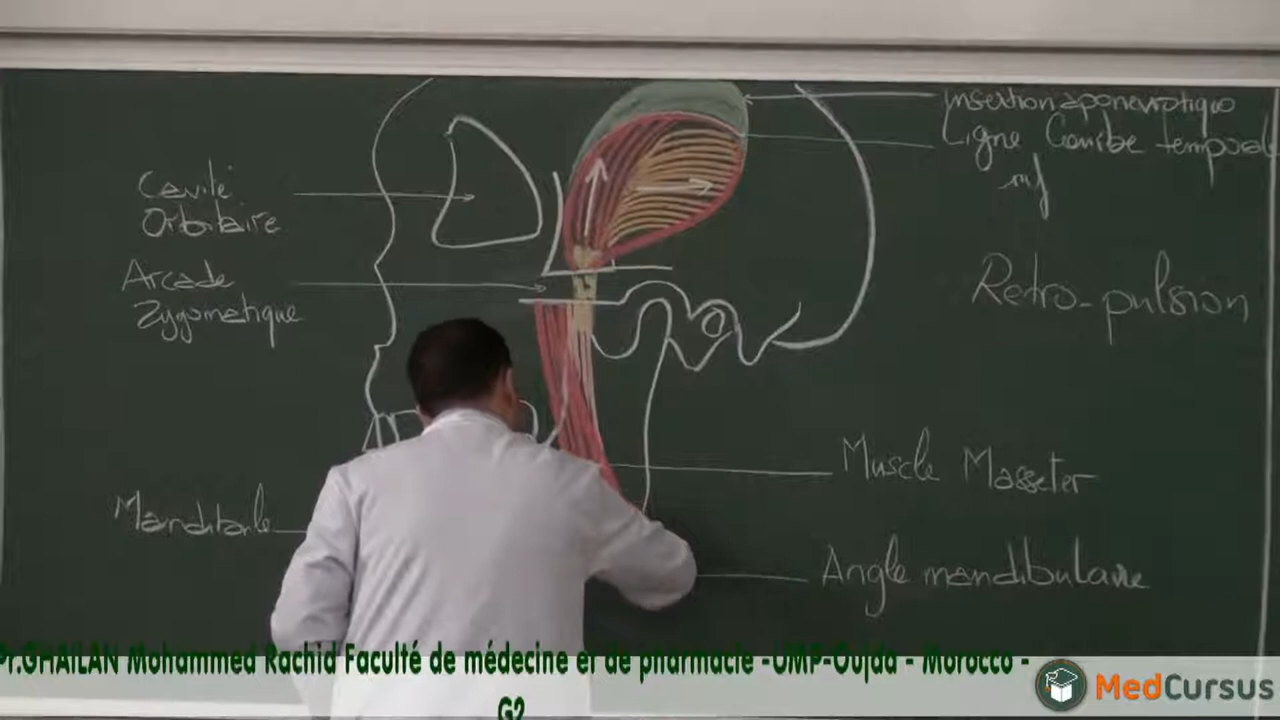 Cavité
Orbitaire
Arcade
Zygomatique
Mandibule
Insertion aponevrotique
Ligne Courbe temporal
inf
Retro-pulsion
Muscle Masseter
Angle mandibulaire
Pr.GHAILAN Mohammed Rachid Faculté de médecine et de pharmacie -UMP-Oujda - Morocco -
G2
MedCursus